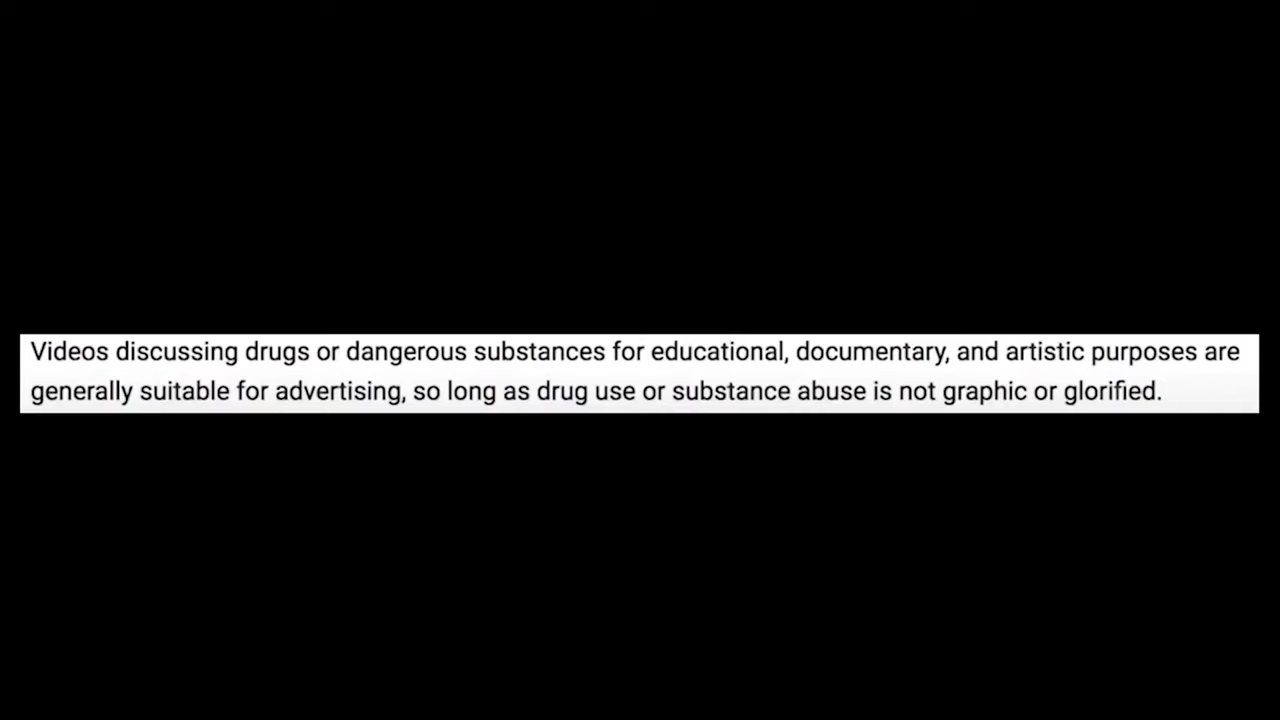 Videos discussing drugs or dangerous substances for educational, documentary, and artistic purposes are
generally suitable for advertising, so long as drug use or substance abuse is not graphic or glorified.